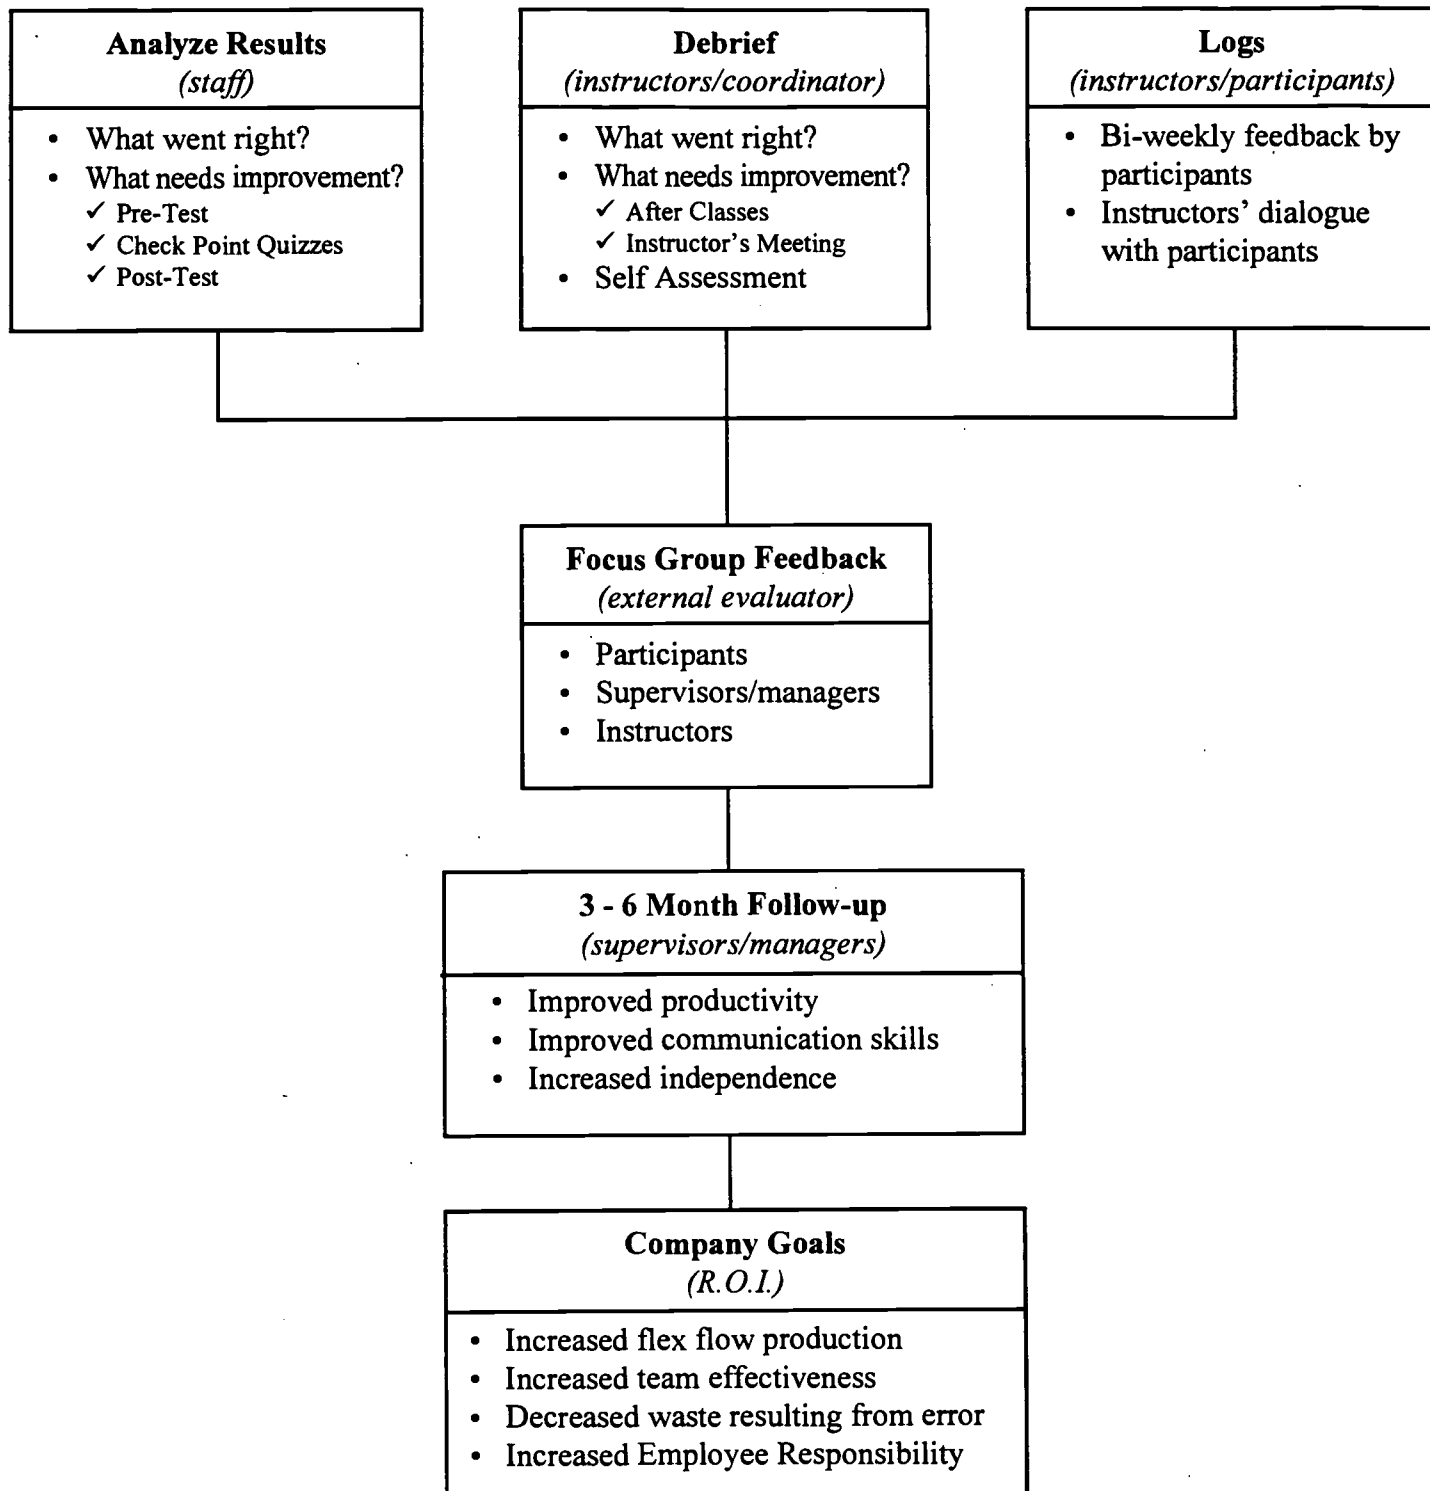 Analyze Results
(staff)
• What went right?
• What needs improvement?
✓ Pre-Test
✓ Check Point Quizzes
✓ Post-Test
Debrief
(instructors/coordinator)
• What went right?
• What needs improvement?
✓ After Classes
✓ Instructor's Meeting
• Self Assessment
Logs
(instructors/participants)
• Bi-weekly feedback by
participants
• Instructors' dialogue
with participants
Focus Group Feedback
(external evaluator)
• Participants
• Supervisors/managers
• Instructors
3 - 6 Month Follow-up
(supervisors/managers)
• Improved productivity
• Improved communication skills
• Increased independence
Company Goals
(R.O.I.)
• Increased flex flow production
• Increased team effectiveness
• Decreased waste resulting from error
• Increased Employee Responsibility